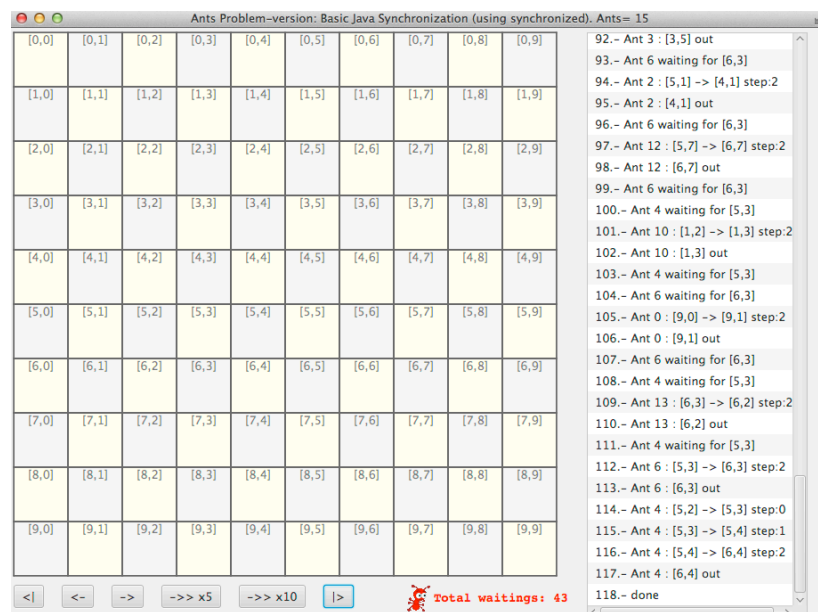 Ants Problem-version: Basic Java Synchronization (using synchronized). Ants= 15
[0,0] [0,1] [0,2] [0,3] [0,4] [0,5] [0,6] [0,7] [0,8] [0,9]
[1,0] [1,1] [1,2] [1,3] [1,4] [1,5] [1,6] [1,7] [1,8] [1,9]
[2,0] [2,1] [2,2] [2,3] [2,4] [2,5] [2,6] [2,7] [2,8] [2,9]
[3,0] [3,1] [3,2] [3,3] [3,4] [3,5] [3,6] [3,7] [3,8] [3,9]
[4,0] [4,1] [4,2] [4,3] [4,4] [4,5] [4,6] [4,7] [4,8] [4,9]
[5,0] [5,1] [5,2] [5,3] [5,4] [5,5] [5,6] [5,7] [5,8] [5,9]
[6,0] [6,1] [6,2] [6,3] [6,4] [6,5] [6,6] [6,7] [6,8] [6,9]
[7,0] [7,1] [7,2] [7,3] [7,4] [7,5] [7,6] [7,7] [7,8] [7,9]
[8,0] [8,1] [8,2] [8,3] [8,4] [8,5] [8,6] [8,7] [8,8] [8,9]
[9,0] [9,1] [9,2] [9,3] [9,4] [9,5] [9,6] [9,7] [9,8] [9,9]
<| <- -> ->> x5 ->> x10 |> Total waitings: 43
92.- Ant 3 : [3,5] out
93.- Ant 6 waiting for [6,3]
94.- Ant 2 : [5,1] -> [4,1] step:2
95.- Ant 2 : [4,1] out
96.- Ant 6 waiting for [6,3]
97.- Ant 12 : [5,7] -> [6,7] step:2
98.- Ant 12 : [6,7] out
99.- Ant 6 waiting for [6,3]
100.- Ant 4 waiting for [5,3]
101.- Ant 10 : [1,2] -> [1,3] step:2
102.- Ant 10 : [1,3] out
103.- Ant 4 waiting for [5,3]
104.- Ant 6 waiting for [6,3]
105.- Ant 0 : [9,0] -> [9,1] step:2
106.- Ant 0 : [9,1] out
107.- Ant 6 waiting for [6,3]
108.- Ant 4 waiting for [5,3]
109.- Ant 13 : [6,3] -> [6,2] step:2
110.- Ant 13 : [6,2] out
111.- Ant 4 waiting for [5,3]
112.- Ant 6 : [5,3] -> [6,3] step:2
113.- Ant 6 : [6,3] out
114.- Ant 4 : [5,2] -> [5,3] step:0
115.- Ant 4 : [5,3] -> [5,4] step:1
116.- Ant 4 : [5,4] -> [6,4] step:2
117.- Ant 4 : [6,4] out
118.- done